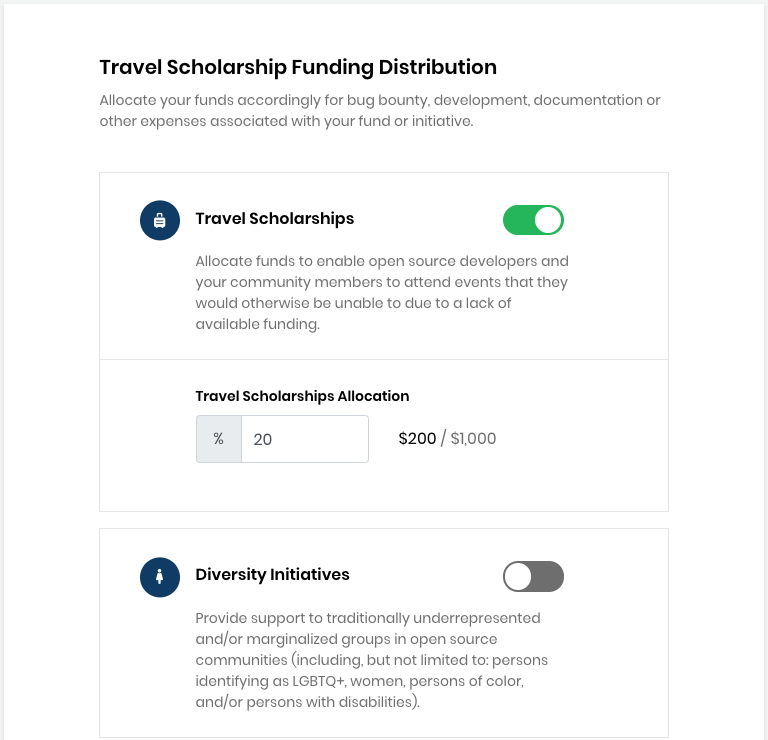 Travel Scholarship Funding Distribution
Allocate your funds accordingly for bug bounty, development, documentation or
other expenses associated with your fund or initiative.
Travel Scholarships
Allocate funds to enable open source developers and
your community members to attend events that they
would otherwise be unable to due to a lack of
available funding.
Travel Scholarships Allocation
% 20 $200 / $1,000
Diversity Initiatives
Provide support to traditionally underrepresented
and/or marginalized groups in open source
communities (including, but not limited to: persons
identifying as LGBTQ+, women, persons of color,
and/or persons with disabilities).